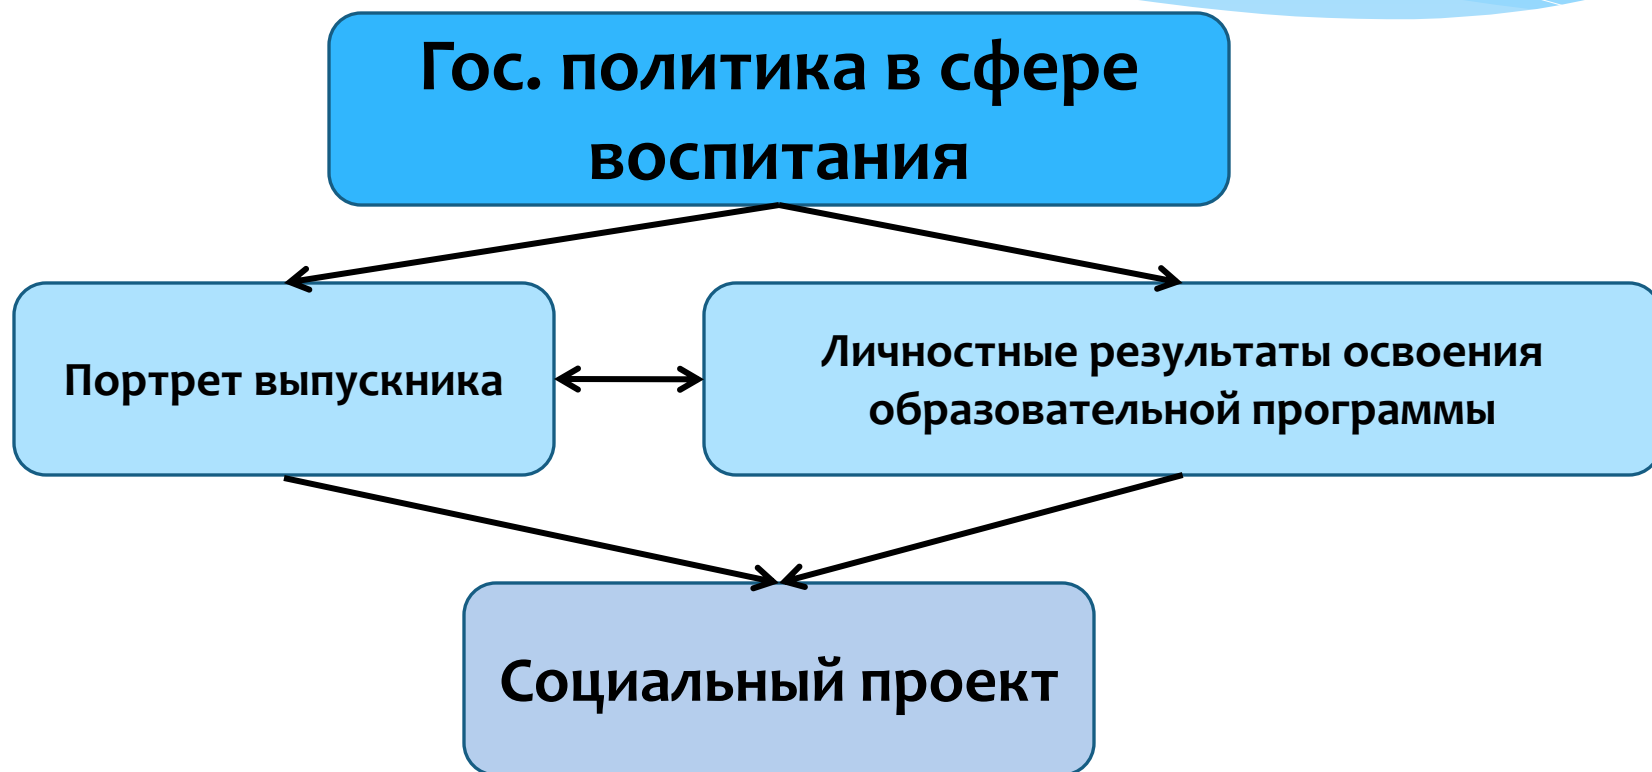 Гос. политика в сфере
воспитания
Портрет выпускника
Личностные результаты освоения
образовательной программы
Социальный проект